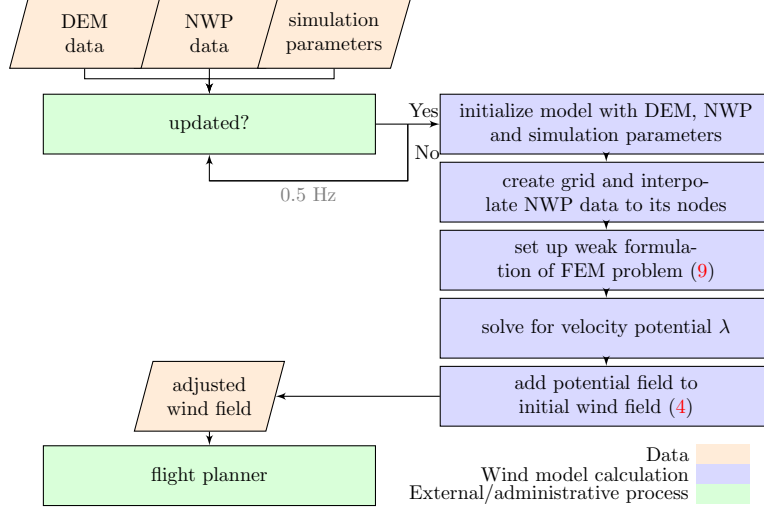 DEM
data
NWP
data
simulation
parameters
updated?
Yes
No
0.5 Hz
initialize model with DEM, NWP
and simulation parameters
create grid and interpo-
late NWP data to its nodes
set up weak formula-
tion of FEM problem (9)
solve for velocity potential λ
add potential field to
initial wind field (4)
adjusted
wind field
flight planner
Data
Wind model calculation
External/administrative process